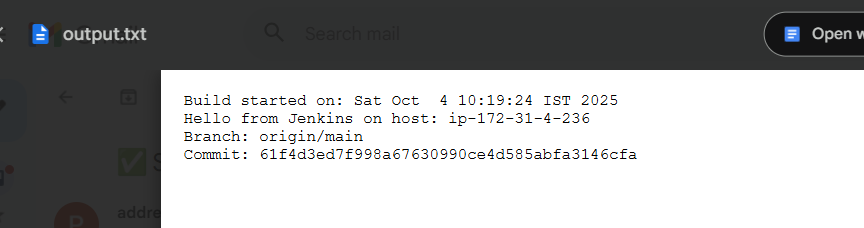 output.txt
Search mail
Open
Build started on: Sat Oct  4 10:19:24 IST 2025
Hello from Jenkins on host: ip-172-31-4-236
Branch: origin/main
Commit: 61f4d3ed7f998a67630990ce4d585abfa3146cfa